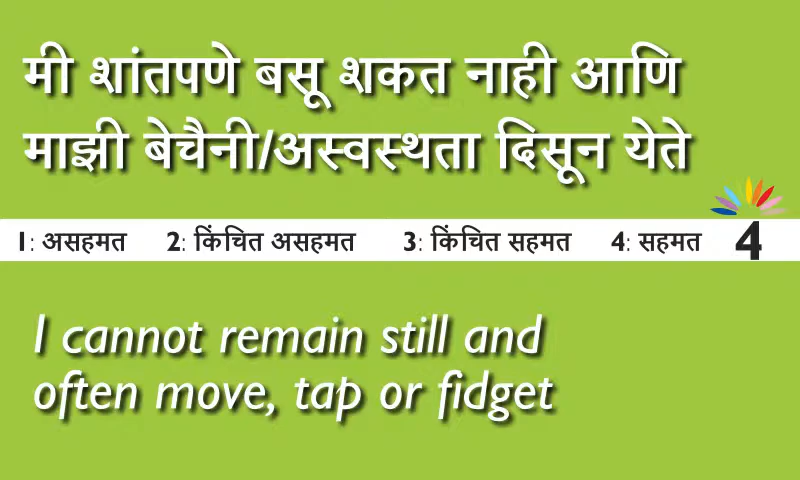 मी शांतपणे बसू शकत नाही आणि
माझी बेचैनी/अस्वस्थता दिसून येते
1: असहमत 2: किंचित असहमत 3: किंचित सहमत 4: सहमत 4
I cannot remain still and
often move, tap or fidget